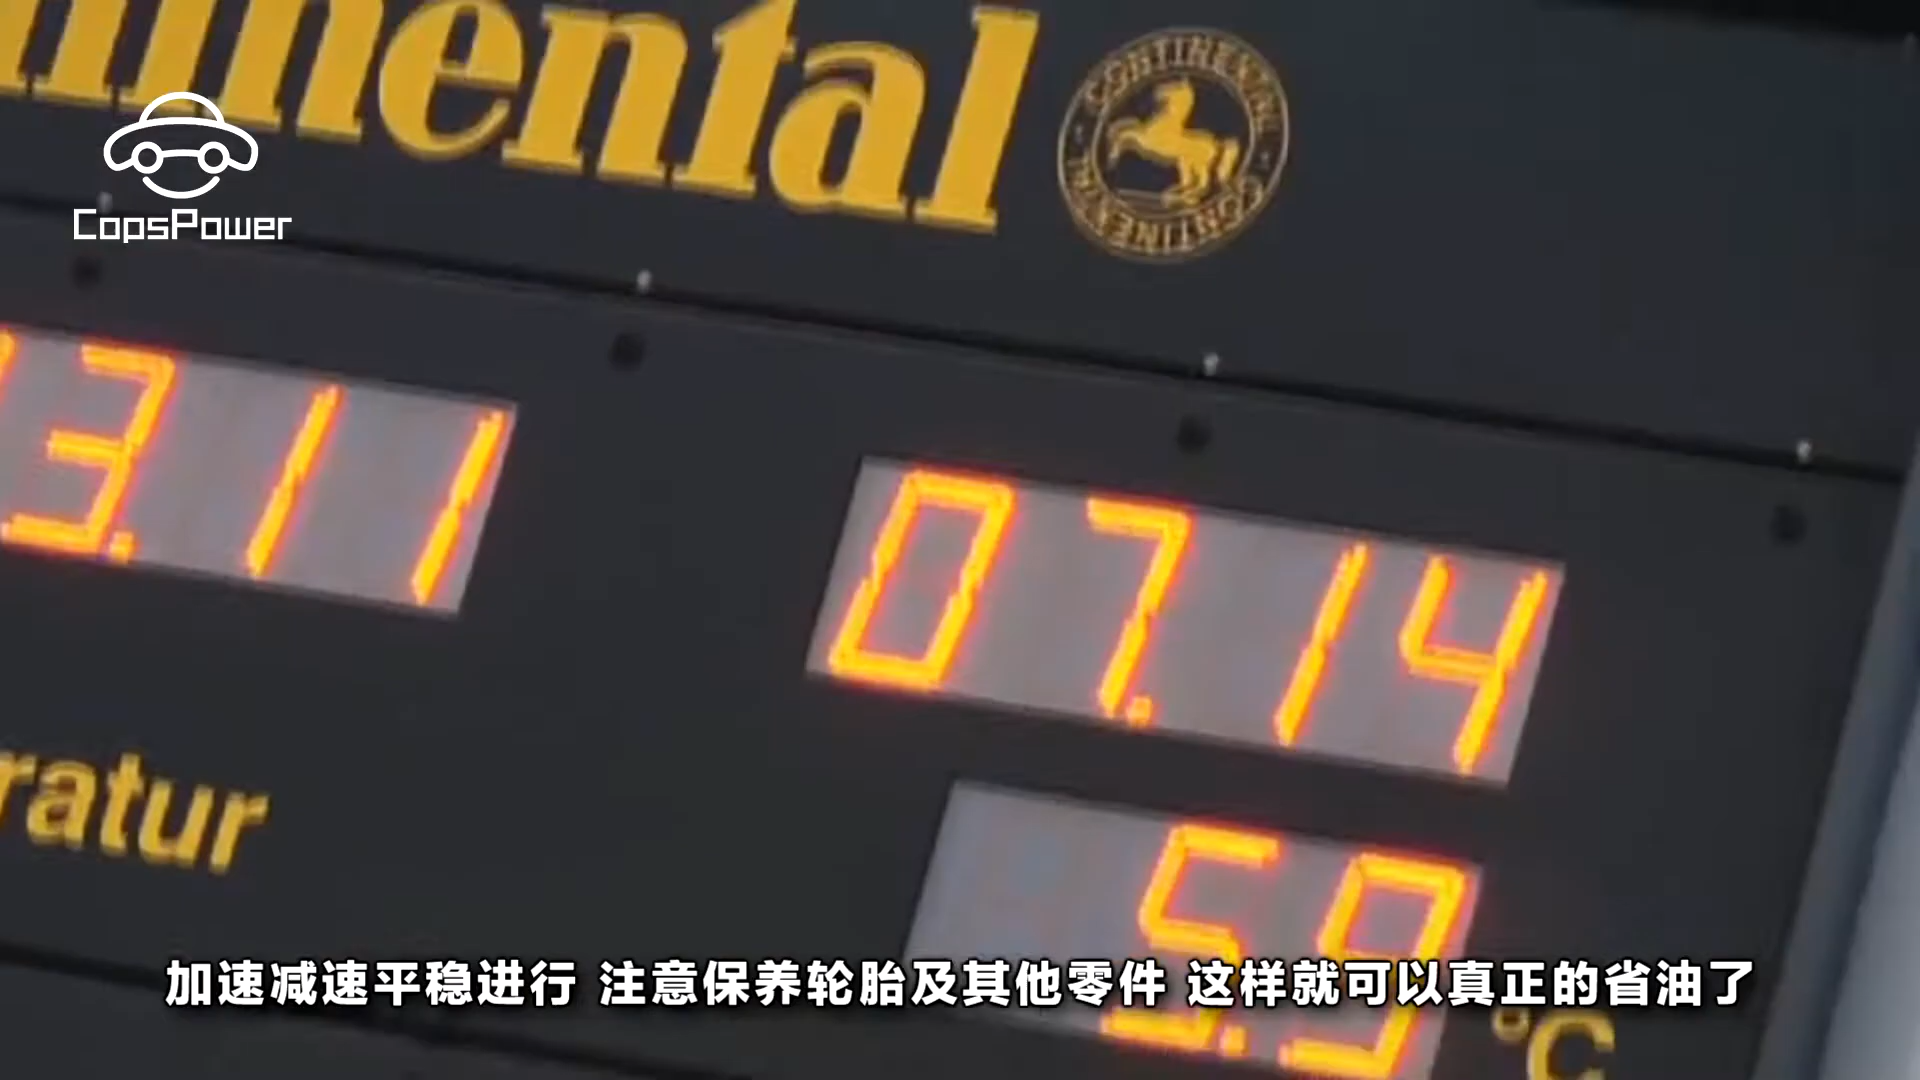 ntinental
CONTINENTAL CONTINENTAL
CopsPower
3.11
07.14
ratur
5.9
°C
加速减速平稳进行 注意保养轮胎及其他零件 这样就可以真正的省油了